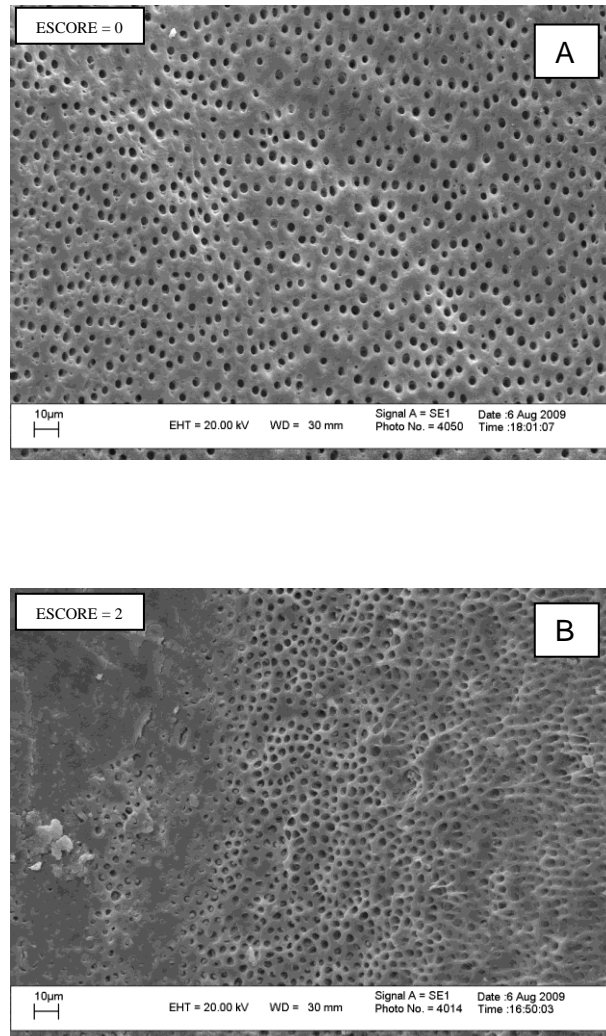 ESCORE = 0
A
10µm
EHT = 20.00 kV WD = 30 mm
Signal A = SE1 Date :6 Aug 2009
Photo No. = 4050 Time :18:01:07
ESCORE = 2
B
10µm
EHT = 20.00 kV WD = 30 mm
Signal A = SE1 Date :6 Aug 2009
Photo No. = 4014 Time :16:50:03